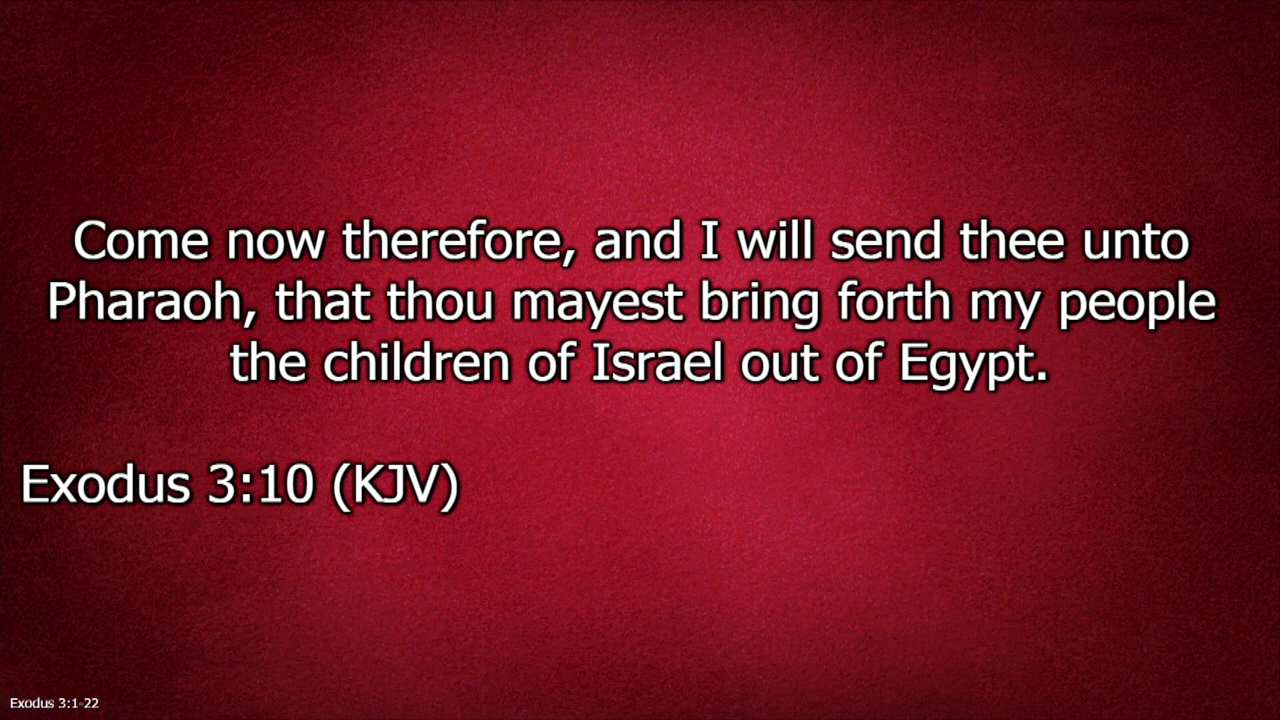 Come now therefore, and I will send thee unto
Pharaoh, that thou mayest bring forth my people
the children of Israel out of Egypt.
Exodus 3:10 (KJV)
Exodus 3:1-22